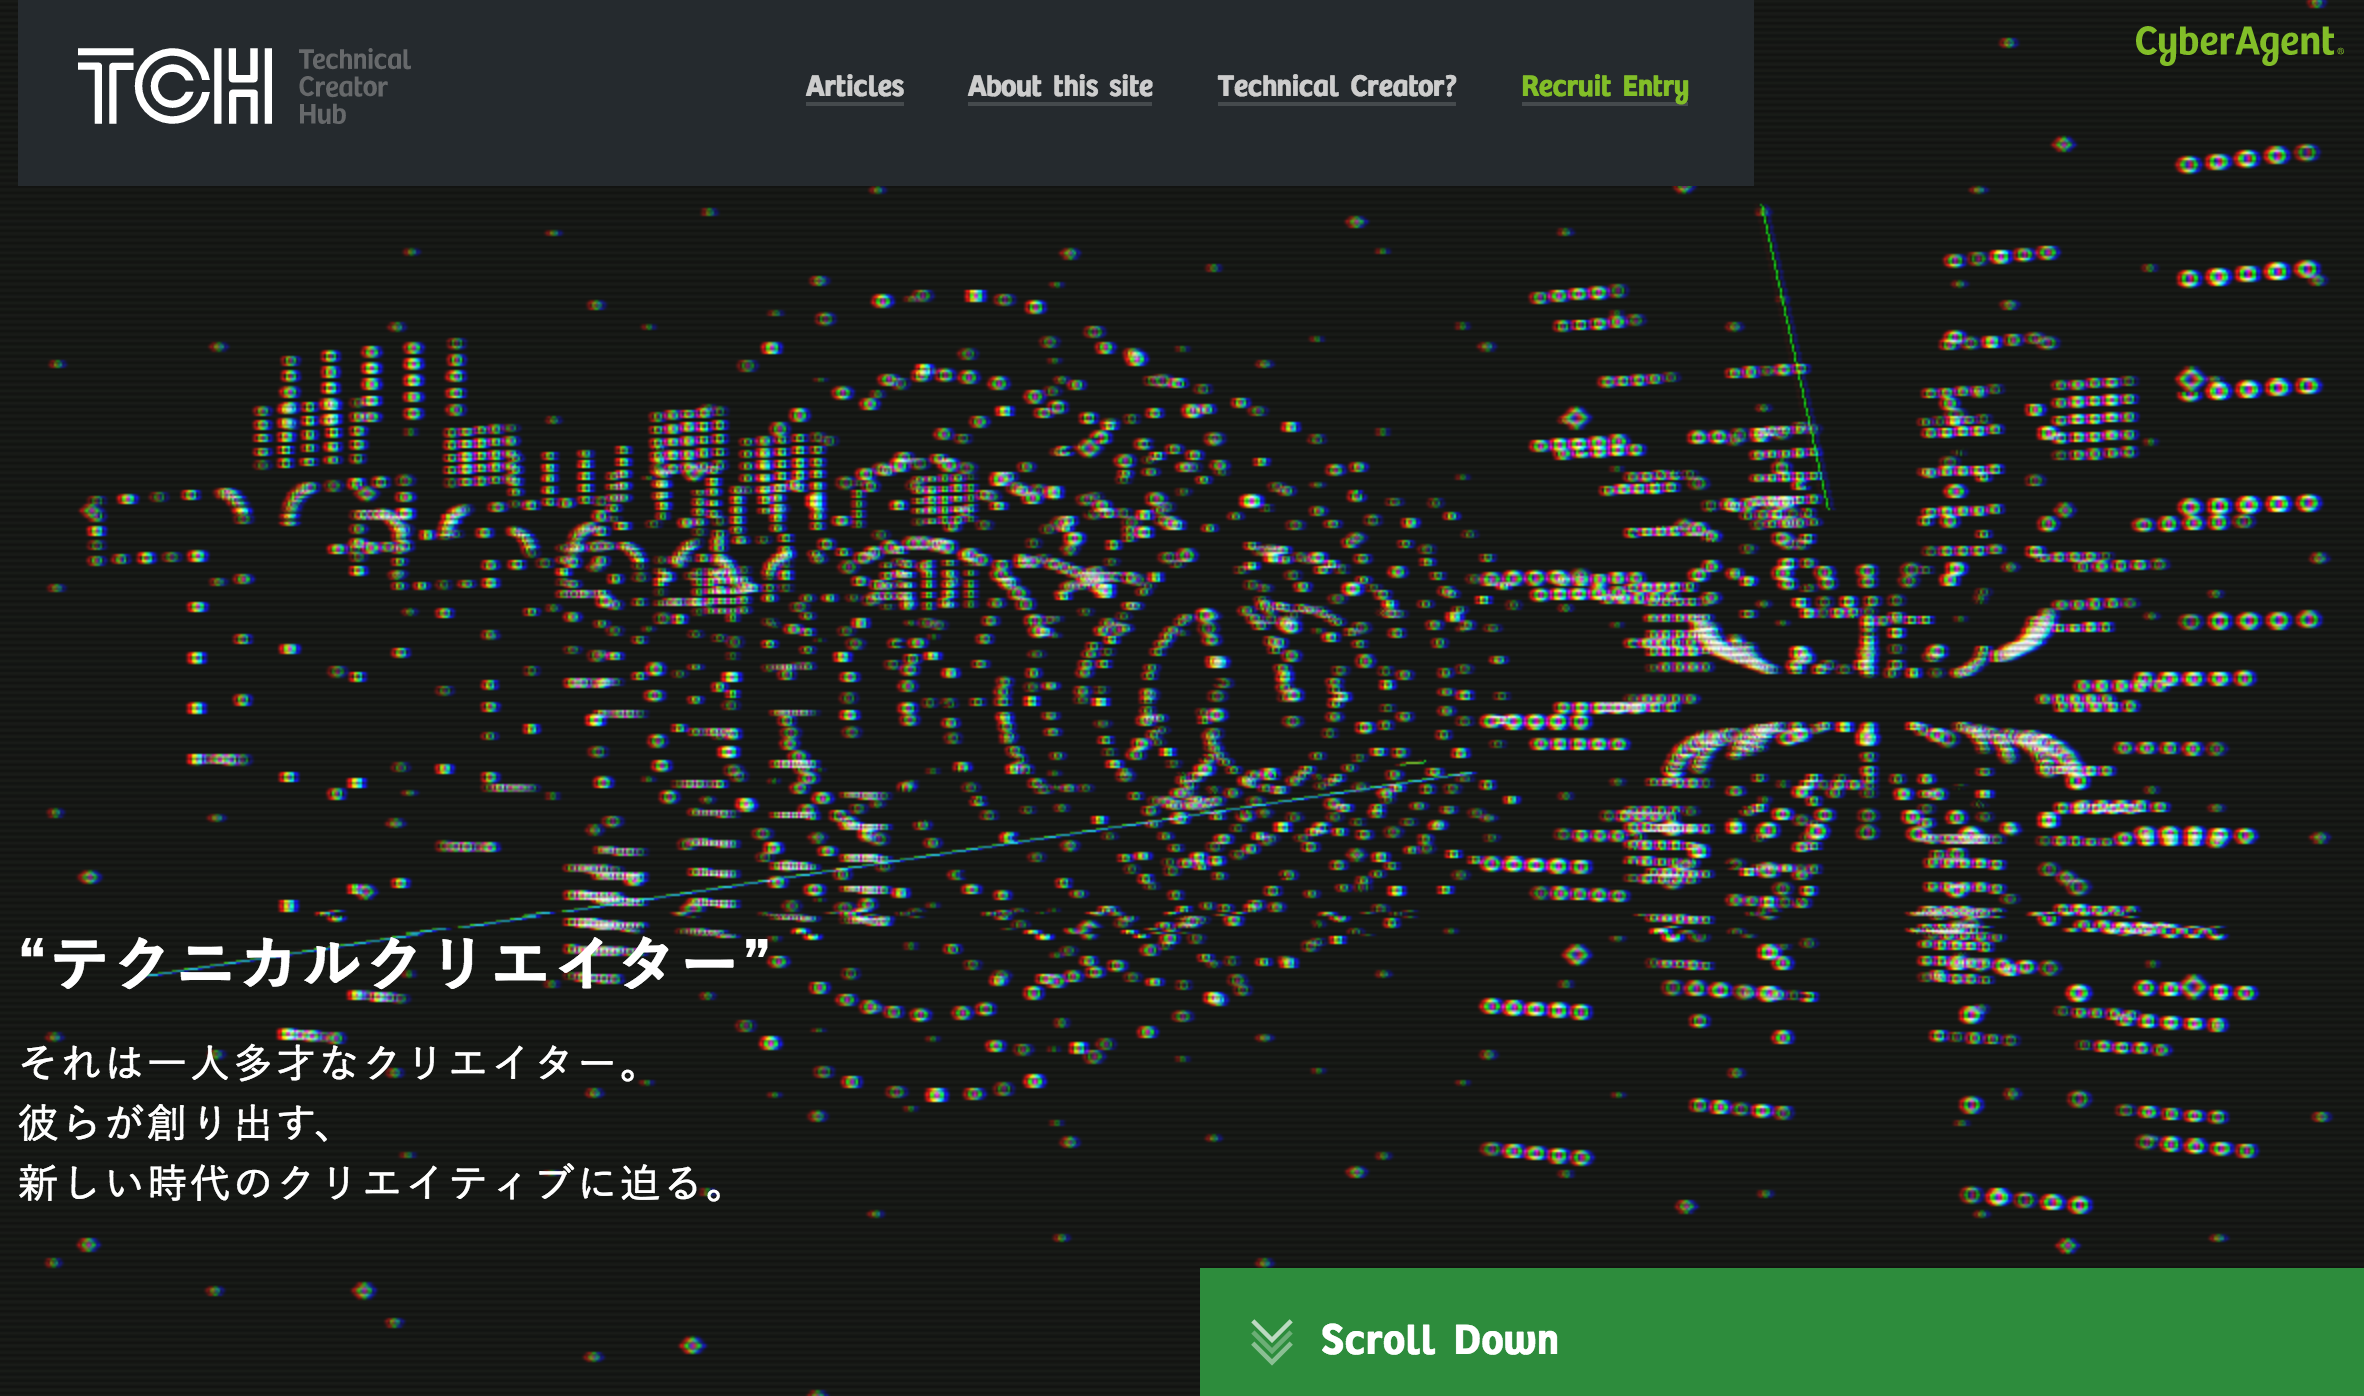 TCH
Technical
Creator
Hub
Articles
About this site
Technical Creator?
Recruit Entry
CyberAgent®
“テクニカルクリエイター”
それは一人多才なクリエイター。
彼らが創り出す、
新しい時代のクリエイティブに迫る。
Scroll Down